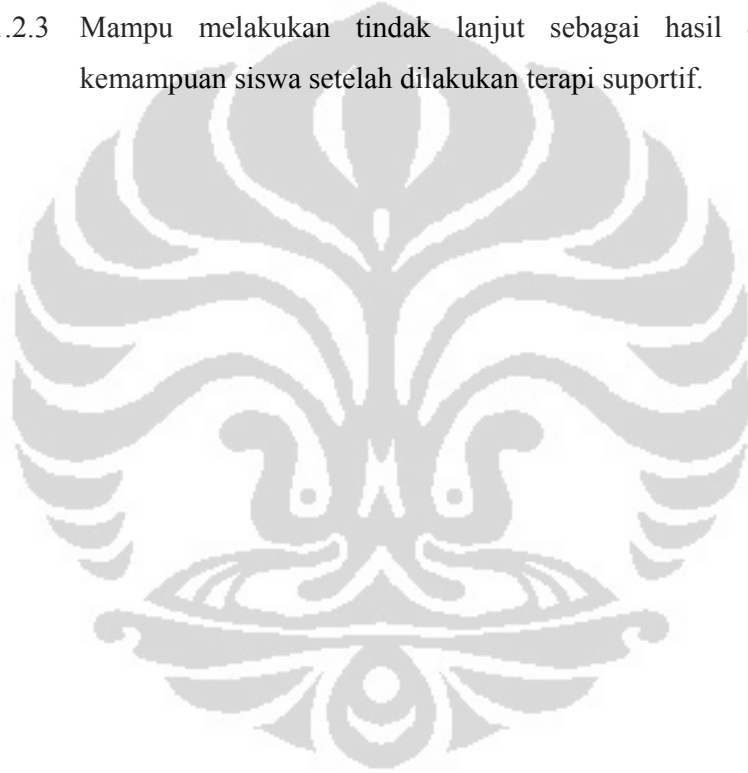 .2.3 Mampu melakukan tindak lanjut sebagai hasil
kemampuan siswa setelah dilakukan terapi suportif.